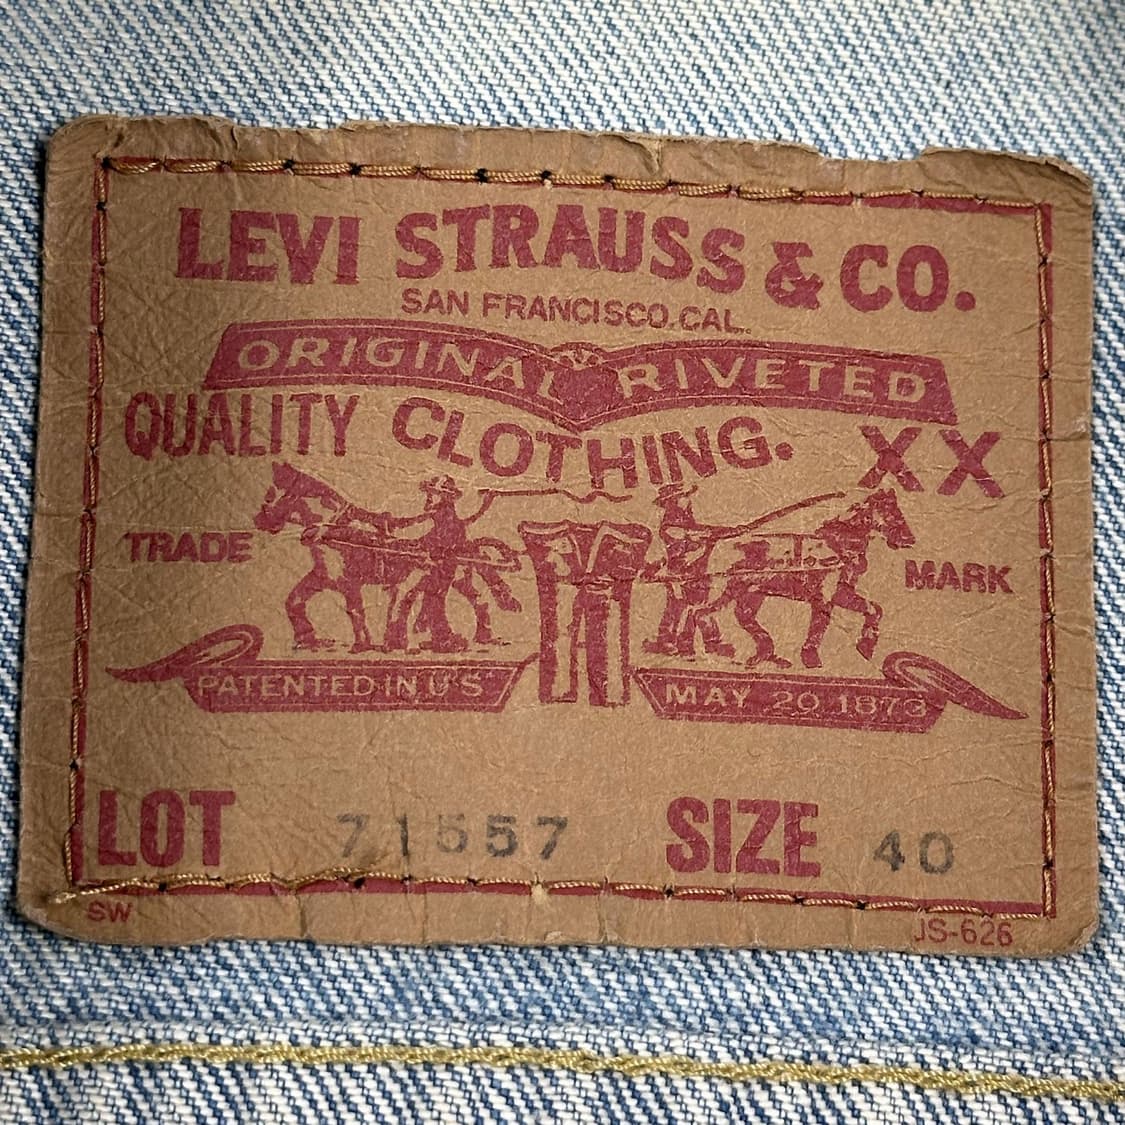 LEVI STRAUSS & CO.
SAN FRANCISCO, CAL.
ORIGINAL RIVETED
QUALITY CLOTHING. XX
TRADE MARK
PATENTED IN U S
MAY 20 1873
LOT 71557 SIZE 40
SW JS-626